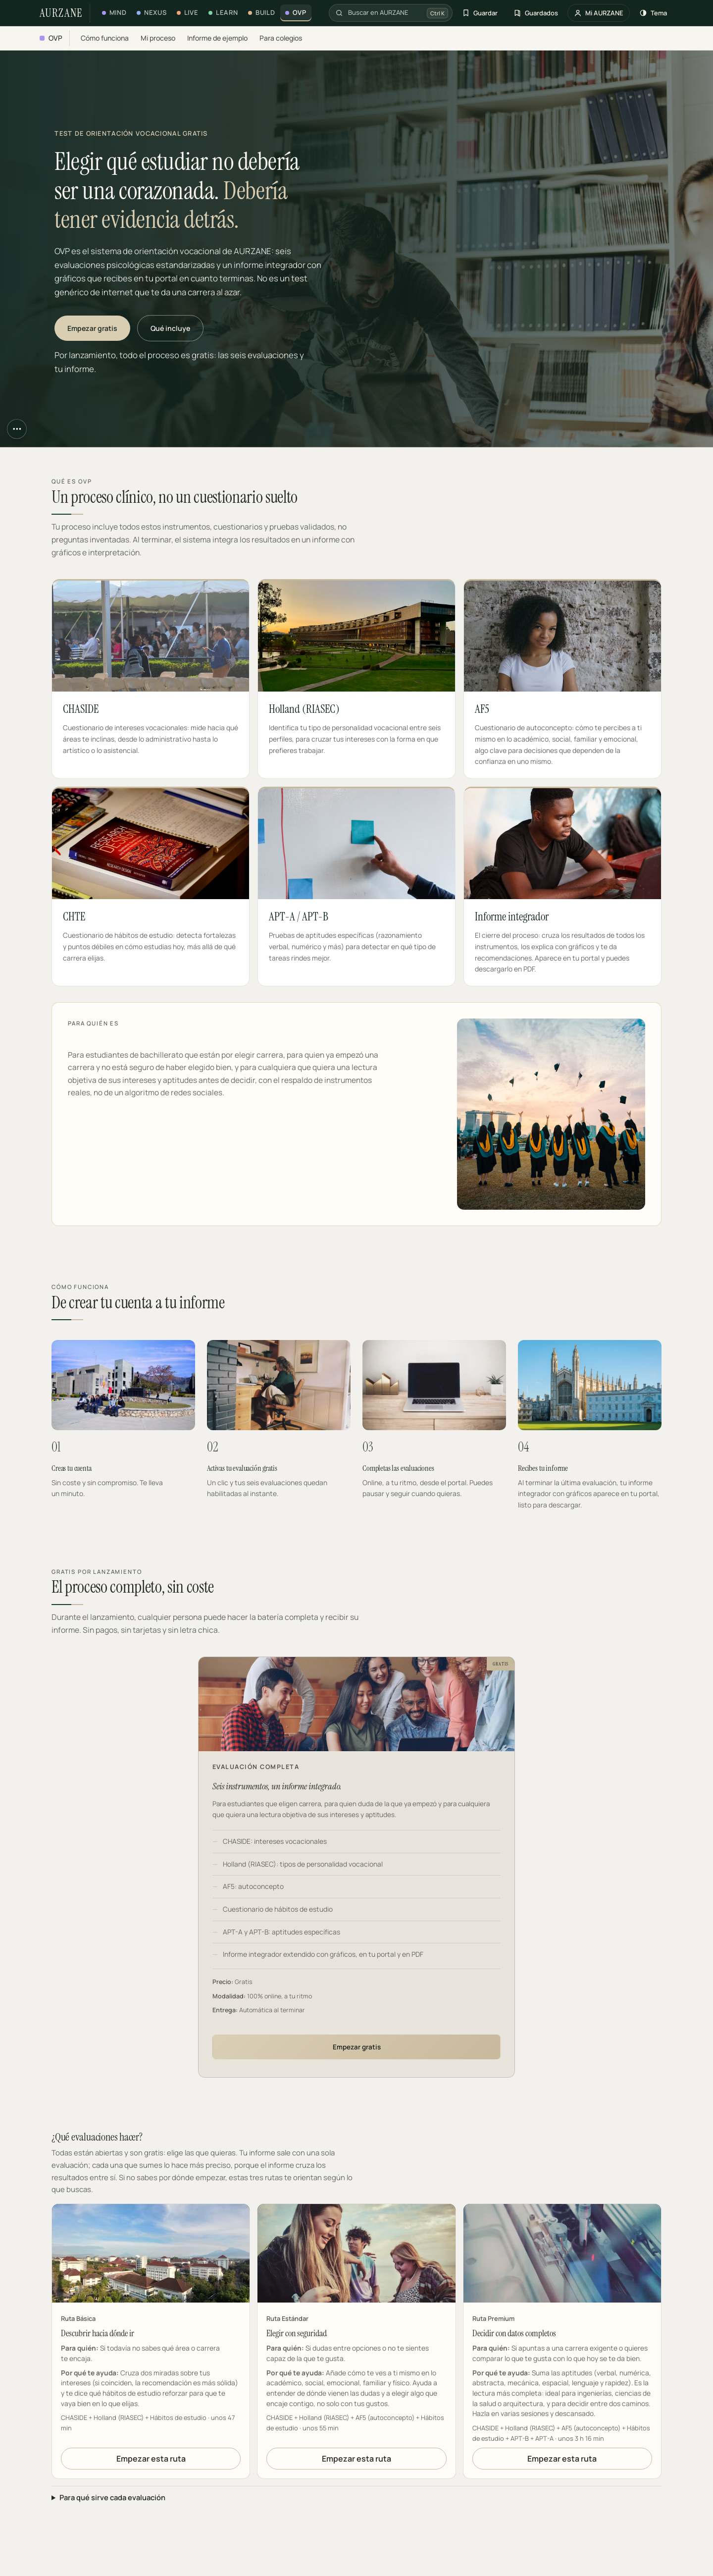 AURZANE
MIND
NEXUS
LIVE
LEARN
BUILD
OVP
Buscar en AURZANE
Ctrl K
Guardar
Guardados
Mi AURZANE
Tema
OVP
Cómo funciona
Mi proceso
Informe de ejemplo
Para colegios
TEST DE ORIENTACIÓN VOCACIONAL GRATIS
Elegir qué estudiar no debería
ser una corazonada. Debería
tener evidencia detrás.
OVP es el sistema de orientación vocacional de AURZANE: seis
evaluaciones psicológicas estandarizadas y un informe integrador con
gráficos que recibes en tu portal en cuanto terminas. No es un test
genérico de internet que te da una carrera al azar.
Empezar gratis
Qué incluye
Por lanzamiento, todo el proceso es gratis: las seis evaluaciones y
tu informe.
QUÉ ES OVP
Un proceso clínico, no un cuestionario suelto
Tu proceso incluye todos estos instrumentos, cuestionarios y pruebas validados, no
preguntas inventadas. Al terminar, el sistema integra los resultados en un informe con
gráficos e interpretación.
CHASIDE
Cuestionario de intereses vocacionales: mide hacia qué
áreas te inclinas, desde lo administrativo hasta lo
artístico o lo asistencial.
Holland (RIASEC)
Identifica tu tipo de personalidad vocacional entre seis
perfiles, para cruzar tus intereses con la forma en que
prefieres trabajar.
AF5
Cuestionario de autoconcepto: cómo te percibes a ti
mismo en lo académico, social, familiar y emocional,
algo clave para decisiones que dependen de la
confianza en uno mismo.
CHTE
Cuestionario de hábitos de estudio: detecta fortalezas
y puntos débiles en cómo estudias hoy, más allá de qué
carrera elijas.
APT-A / APT-B
Pruebas de aptitudes específicas (razonamiento
verbal, numérico y más) para detectar en qué tipo de
tareas rindes mejor.
Informe integrador
El cierre del proceso: cruza los resultados de todos los
instrumentos, los explica con gráficos y te da
recomendaciones. Aparece en tu portal y puedes
descargarlo en PDF.
PARA QUIÉN ES
Para estudiantes de bachillerato que están por elegir carrera, para quien ya empezó una
carrera y no está seguro de haber elegido bien, y para cualquiera que quiera una lectura
objetiva de sus intereses y aptitudes antes de decidir, con el respaldo de instrumentos
reales, no de un algoritmo de redes sociales.
CÓMO FUNCIONA
De crear tu cuenta a tu informe
01
Creas tu cuenta
Sin coste y sin compromiso. Te lleva
un minuto.
02
Activas tu evaluación gratis
Un clic y tus seis evaluaciones quedan
habilitadas al instante.
03
Completas las evaluaciones
Online, a tu ritmo, desde el portal. Puedes
pausar y seguir cuando quieras.
04
Recibes tu informe
Al terminar la última evaluación, tu informe
integrador con gráficos aparece en tu portal,
listo para descargar.
GRATIS POR LANZAMIENTO
El proceso completo, sin coste
Durante el lanzamiento, cualquier persona puede hacer la batería completa y recibir su
informe. Sin pagos, sin tarjetas y sin letra chica.
GRATIS
EVALUACIÓN COMPLETA
Seis instrumentos, un informe integrado.
Para estudiantes que eligen carrera, para quien duda de la que ya empezó y para cualquiera
que quiera una lectura objetiva de sus intereses y aptitudes.
— CHASIDE: intereses vocacionales
— Holland (RIASEC): tipos de personalidad vocacional
— AF5: autoconcepto
— Cuestionario de hábitos de estudio
— APT-A y APT-B: aptitudes específicas
— Informe integrador extendido con gráficos, en tu portal y en PDF
Precio: Gratis
Modalidad: 100% online, a tu ritmo
Entrega: Automática al terminar
Empezar gratis
¿Qué evaluaciones hacer?
Todas están abiertas y son gratis: elige las que quieras. Tu informe sale con una sola
evaluación; cada una que sumes lo hace más preciso, porque el informe cruza los
resultados entre sí. Si no sabes por dónde empezar, estas tres rutas te orientan según lo
que buscas.
Ruta Básica
Descubrir hacia dónde ir
Para quién: Si todavía no sabes qué área o carrera
te encaja.
Por qué te ayuda: Cruza dos miradas sobre tus
intereses (si coinciden, la recomendación es más sólida)
y te dice qué hábitos de estudio reforzar para que te
vaya bien en lo que elijas.
CHASIDE + Holland (RIASEC) + Hábitos de estudio · unos 47
min
Empezar esta ruta
Ruta Estándar
Elegir con seguridad
Para quién: Si dudas entre opciones o no te sientes
capaz de la que te gusta.
Por qué te ayuda: Añade cómo te ves a ti mismo en lo
académico, social, emocional, familiar y físico. Ayuda a
entender de dónde vienen las dudas y a elegir algo que
encaje contigo, no solo con tus gustos.
CHASIDE + Holland (RIASEC) + AF5 (autoconcepto) + Hábitos
de estudio · unos 55 min
Empezar esta ruta
Ruta Premium
Decidir con datos completos
Para quién: Si apuntas a una carrera exigente o quieres
comparar lo que te gusta con lo que hoy se te da bien.
Por qué te ayuda: Suma las aptitudes (verbal, numérica,
abstracta, mecánica, espacial, lenguaje y rapidez). Es la
lectura más completa: ideal para ingenierías, ciencias de
la salud o arquitectura, y para decidir entre dos caminos.
Hazla en varias sesiones y descansado.
CHASIDE + Holland (RIASEC) + AF5 (autoconcepto) + Hábitos
de estudio + APT-B + APT-A · unos 3 h 16 min
Empezar esta ruta
Para qué sirve cada evaluación